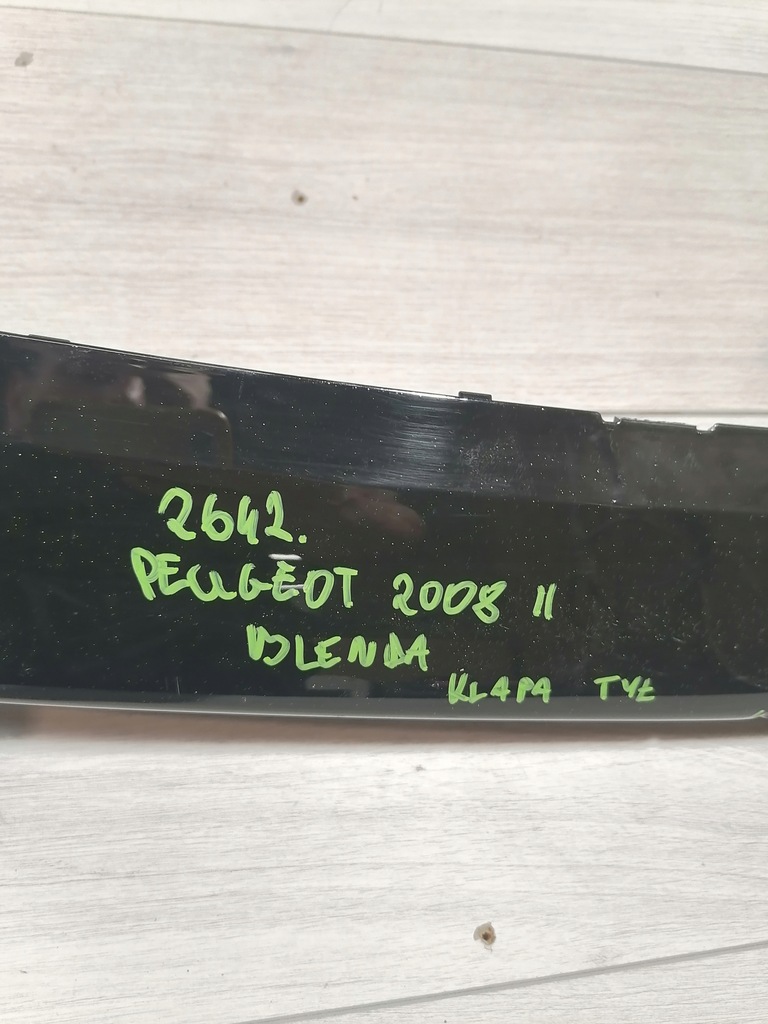 2642.
PEUGEOT 2008 II
BLENDA
KLAPA TYŁ